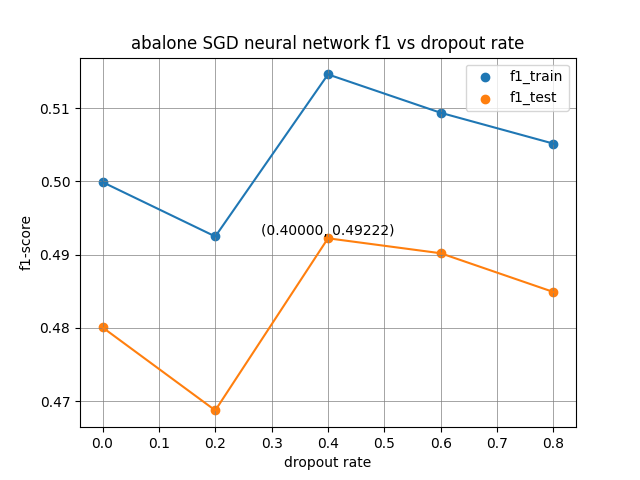 abalone SGD neural network f1 vs dropout rate
f1_train
f1_test
0.51
0.50
0.49
0.48
0.47
f1-score
(0.40000, 0.49222)
0.0 0.1 0.2 0.3 0.4 0.5 0.6 0.7 0.8
dropout rate